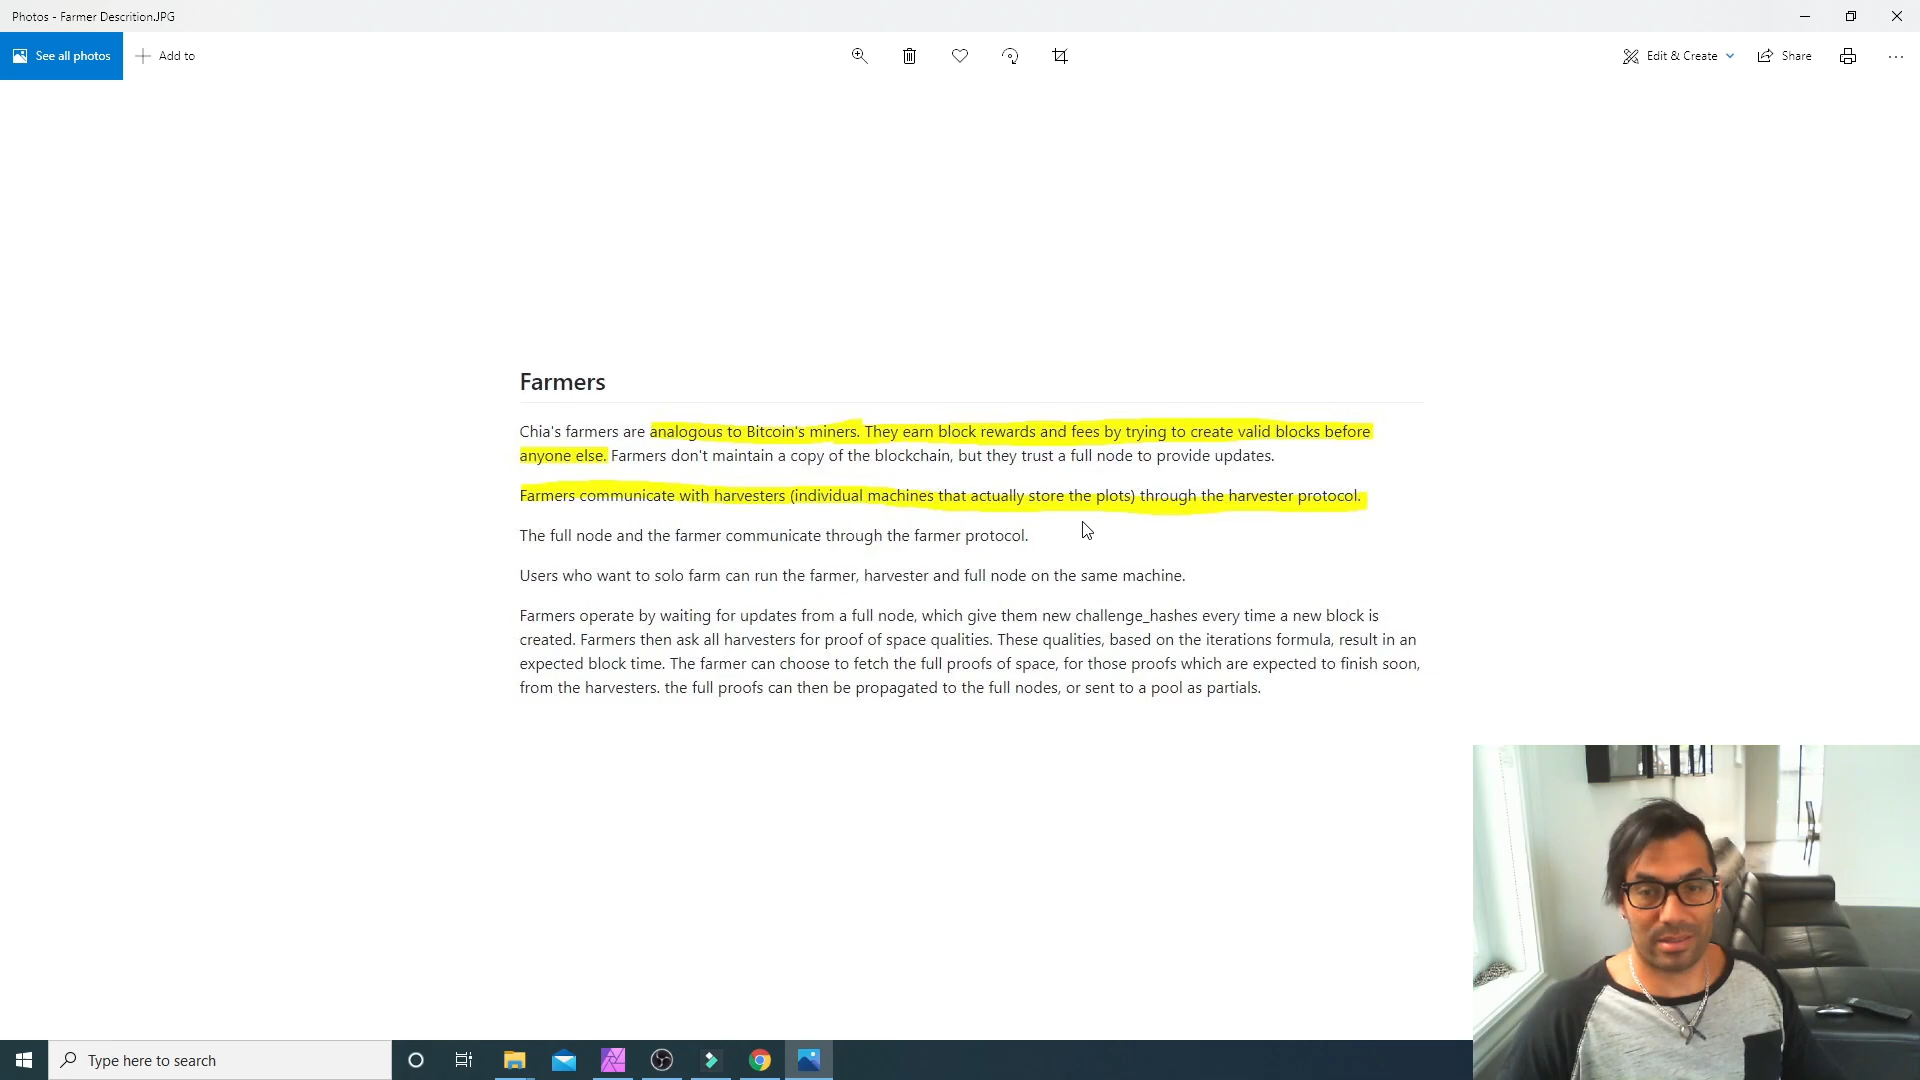 Photos - Farmer Descrition.JPG
See all photos
Add to
Edit & Create
Share
Farmers
Chia's farmers are analogous to Bitcoin's miners. They earn block rewards and fees by trying to create valid blocks before
anyone else. Farmers don't maintain a copy of the blockchain, but they trust a full node to provide updates.
Farmers communicate with harvesters (individual machines that actually store the plots) through the harvester protocol.
The full node and the farmer communicate through the farmer protocol.
Users who want to solo farm can run the farmer, harvester and full node on the same machine.
Farmers operate by waiting for updates from a full node, which give them new challenge_hashes every time a new block is
created. Farmers then ask all harvesters for proof of space qualities. These qualities, based on the iterations formula, result in an
expected block time. The farmer can choose to fetch the full proofs of space, for those proofs which are expected to finish soon,
from the harvesters. the full proofs can then be propagated to the full nodes, or sent to a pool as partials.
Type here to search